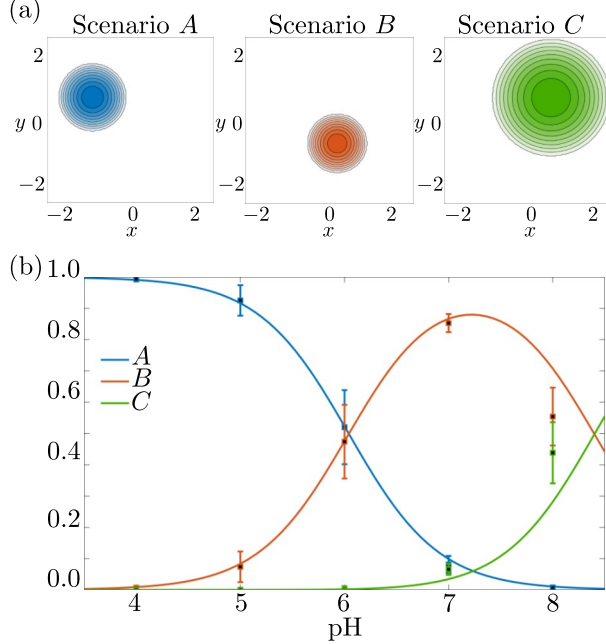 (a)
Scenario A Scenario B Scenario C
2 2 2
y 0 y 0 y 0
−2 −2 −2
−2 0 2 −2 0 2 −2 0 2
x x x
(b)
1.0
0.8
A
0.6
B
C
0.4
0.2
0.0
4 5 6 7 8
pH